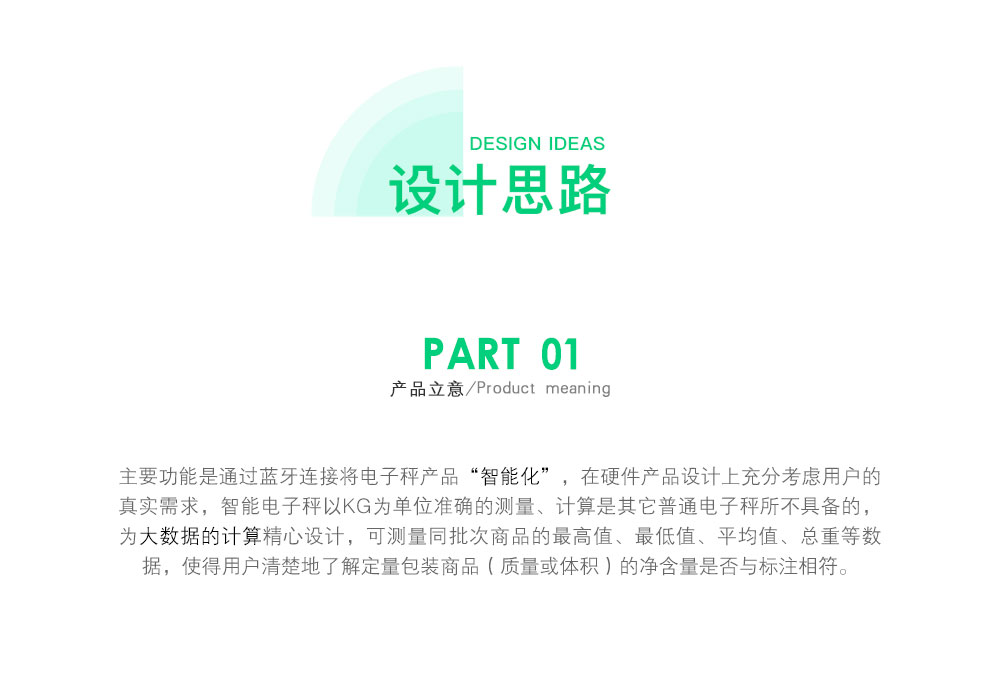 DESIGN IDEAS
设计思路
PART 01
产品立意/Product meaning
主要功能是通过蓝牙连接将电子秤产品“智能化”，在硬件产品设计上充分考虑用户的
真实需求，智能电子秤以KG为单位准确的测量、计算是其它普通电子秤所不具备的，
为大数据的计算精心设计，可测量同批次商品的最高值、最低值、平均值、总重等数
据，使得用户清楚地了解定量包装商品（质量或体积）的净含量是否与标注相符。